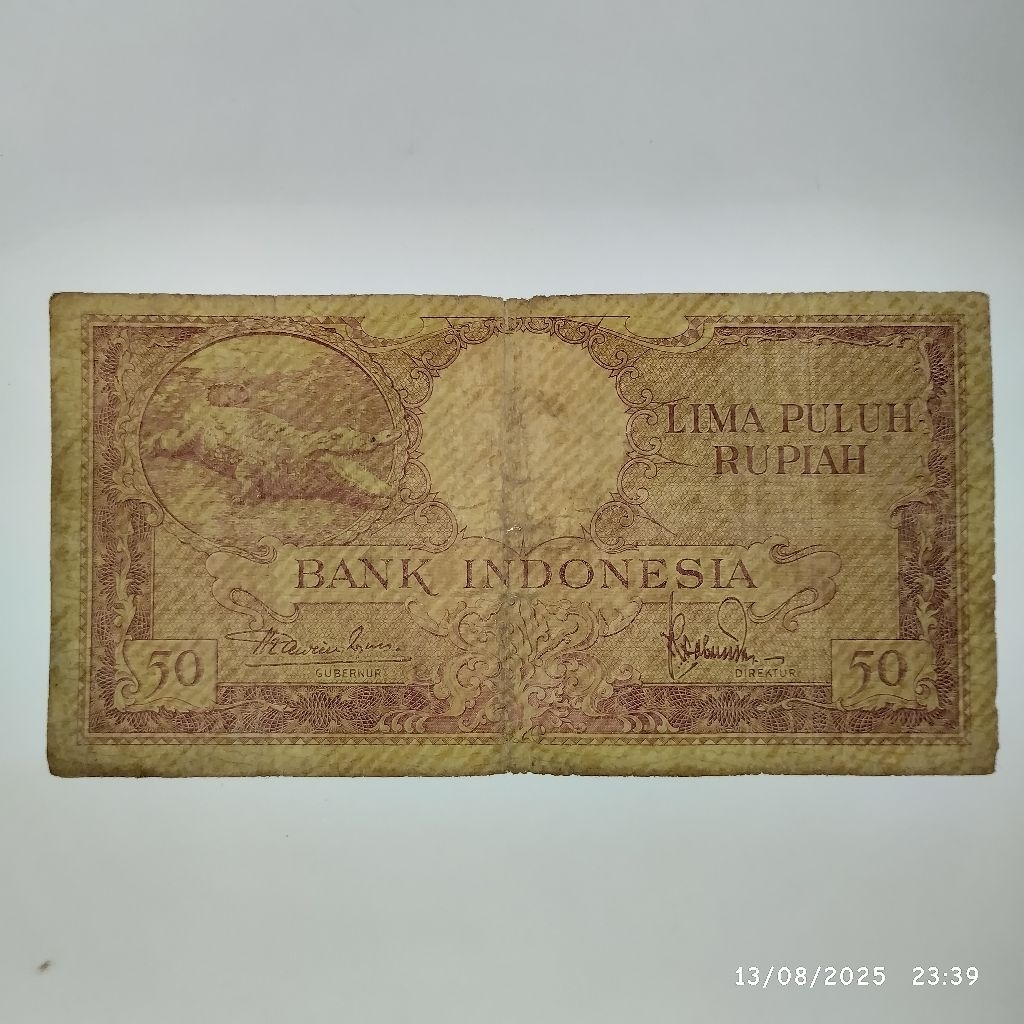 LIMA PULUH
RUPIAH
BANK INDONESIA
GUBERNUR
DIREKTUR
50
50
13/08/2025 23:39